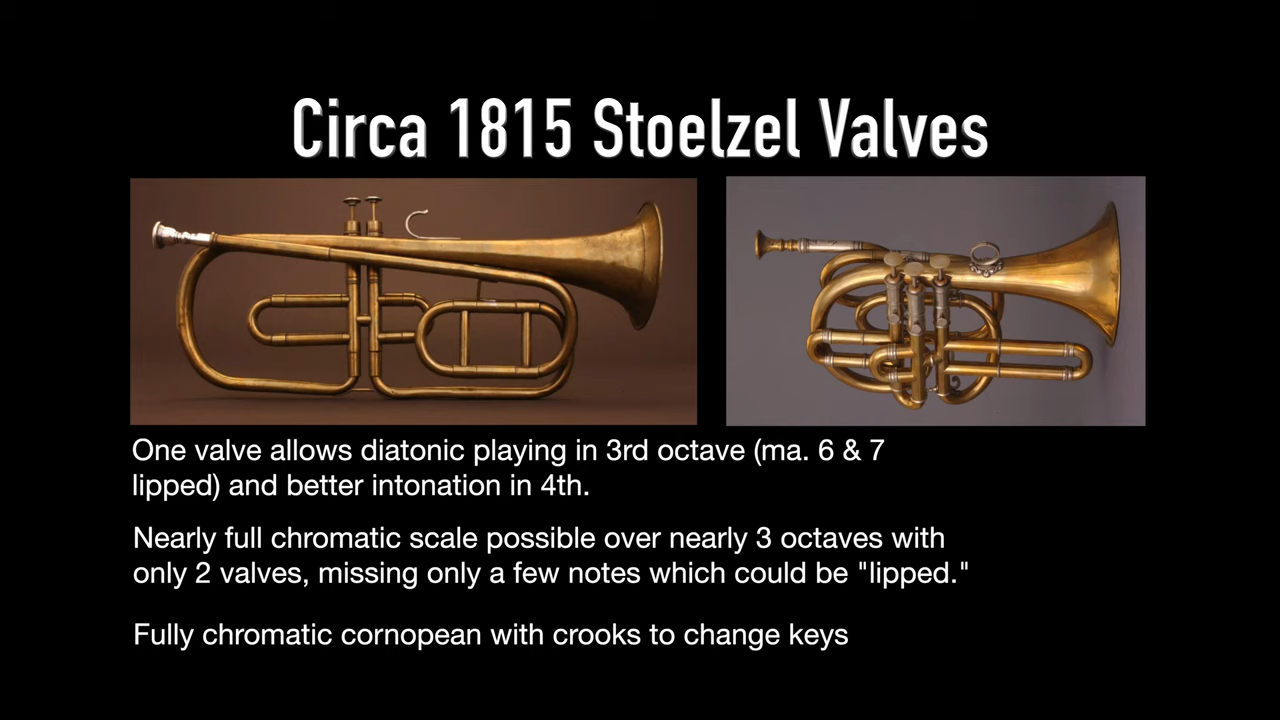 Circa 1815 Stoelzel Valves
One valve allows diatonic playing in 3rd octave (ma. 6 & 7
lipped) and better intonation in 4th.
Nearly full chromatic scale possible over nearly 3 octaves with
only 2 valves, missing only a few notes which could be "lipped."
Fully chromatic cornopean with crooks to change keys